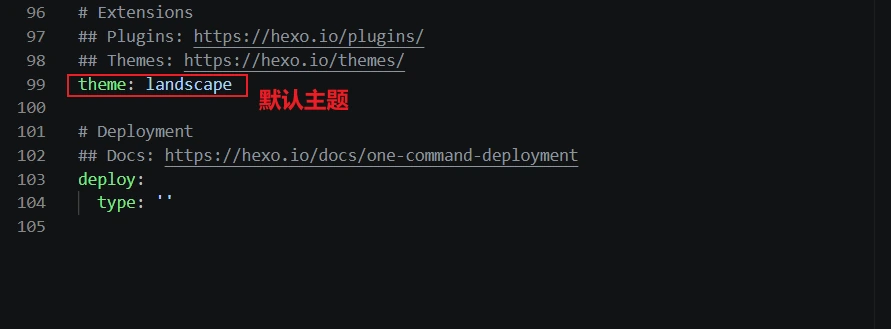 96 # Extensions
97 ## Plugins: https://hexo.io/plugins/
98 ## Themes: https://hexo.io/themes/
99 theme: landscape
默认主题
100
101 # Deployment
102 ## Docs: https://hexo.io/docs/one-command-deployment
103 deploy:
104 type: ''
105